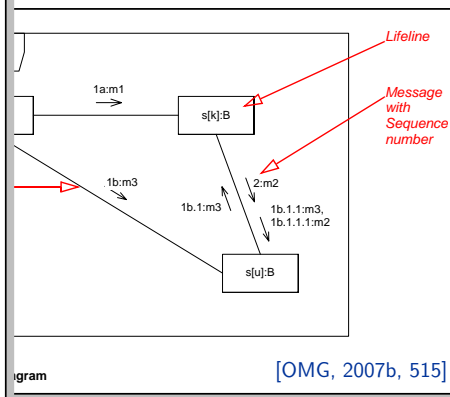 Lifeline
1a:m1
Message
with
Sequence
number
s[k]:B
1b:m3
2:m2
1b.1:m3
1b.1.1:m3,
1b.1.1.1:m2
s[u]:B
[OMG, 2007b, 515]
agram